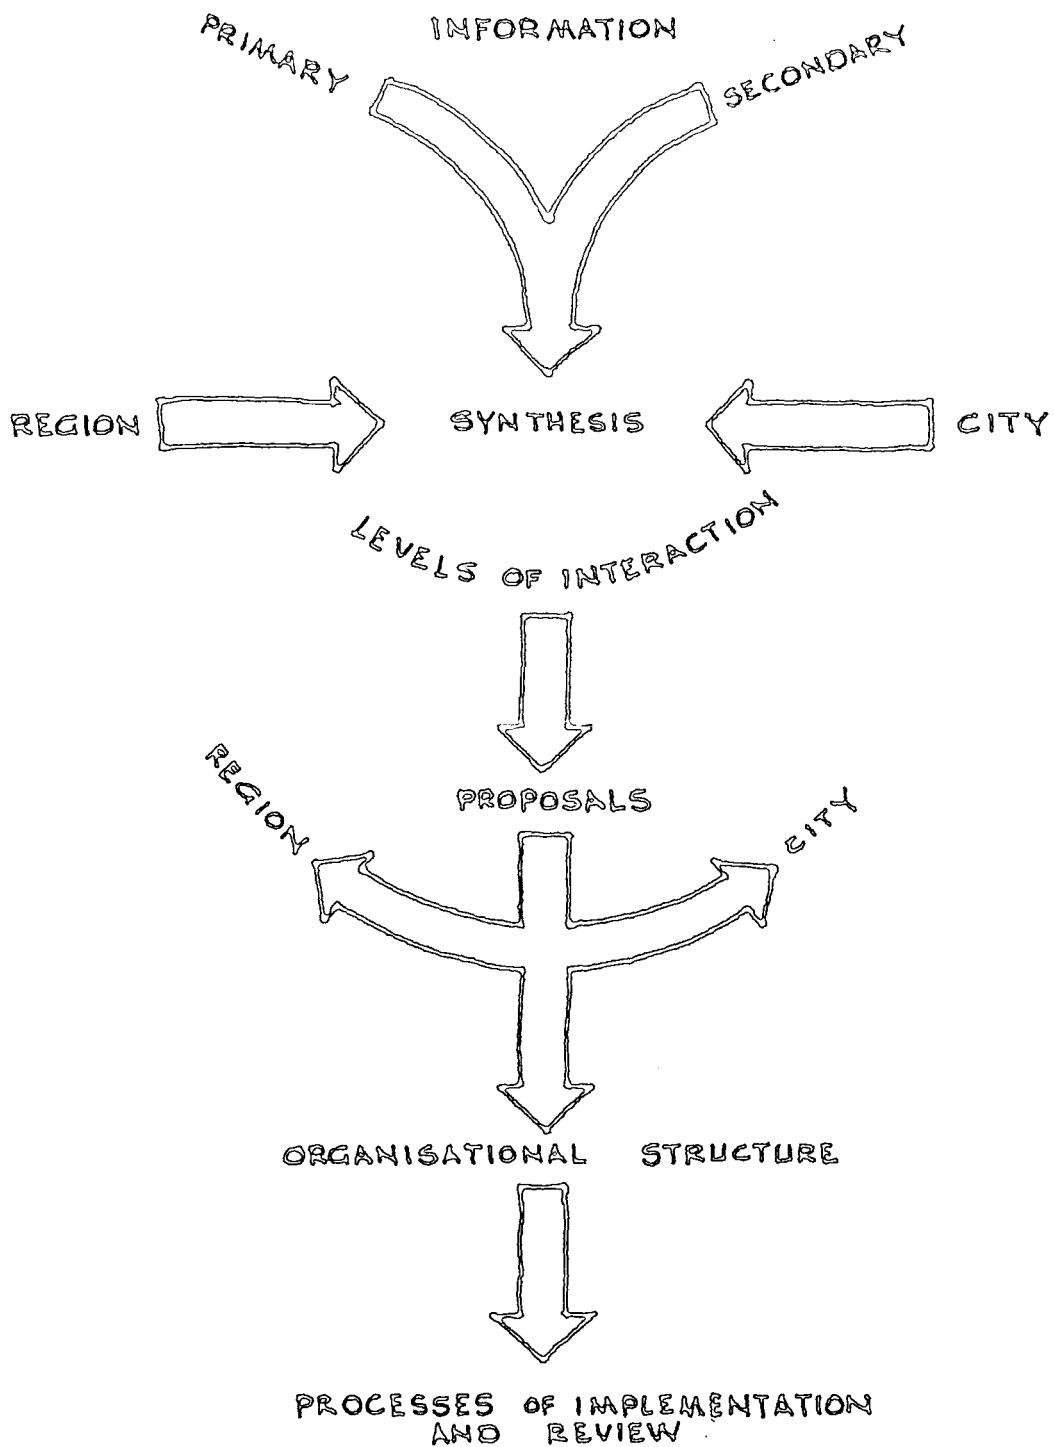 INFORMATION
PRIMARY
SECONDARY
REGION
SYNTHESIS
CITY
LEVELS OF INTERACTION
PROPOSALS
REGION
CITY
ORGANISATIONAL STRUCTURE
PROCESSES OF IMPLEMENTATION
AND REVIEW